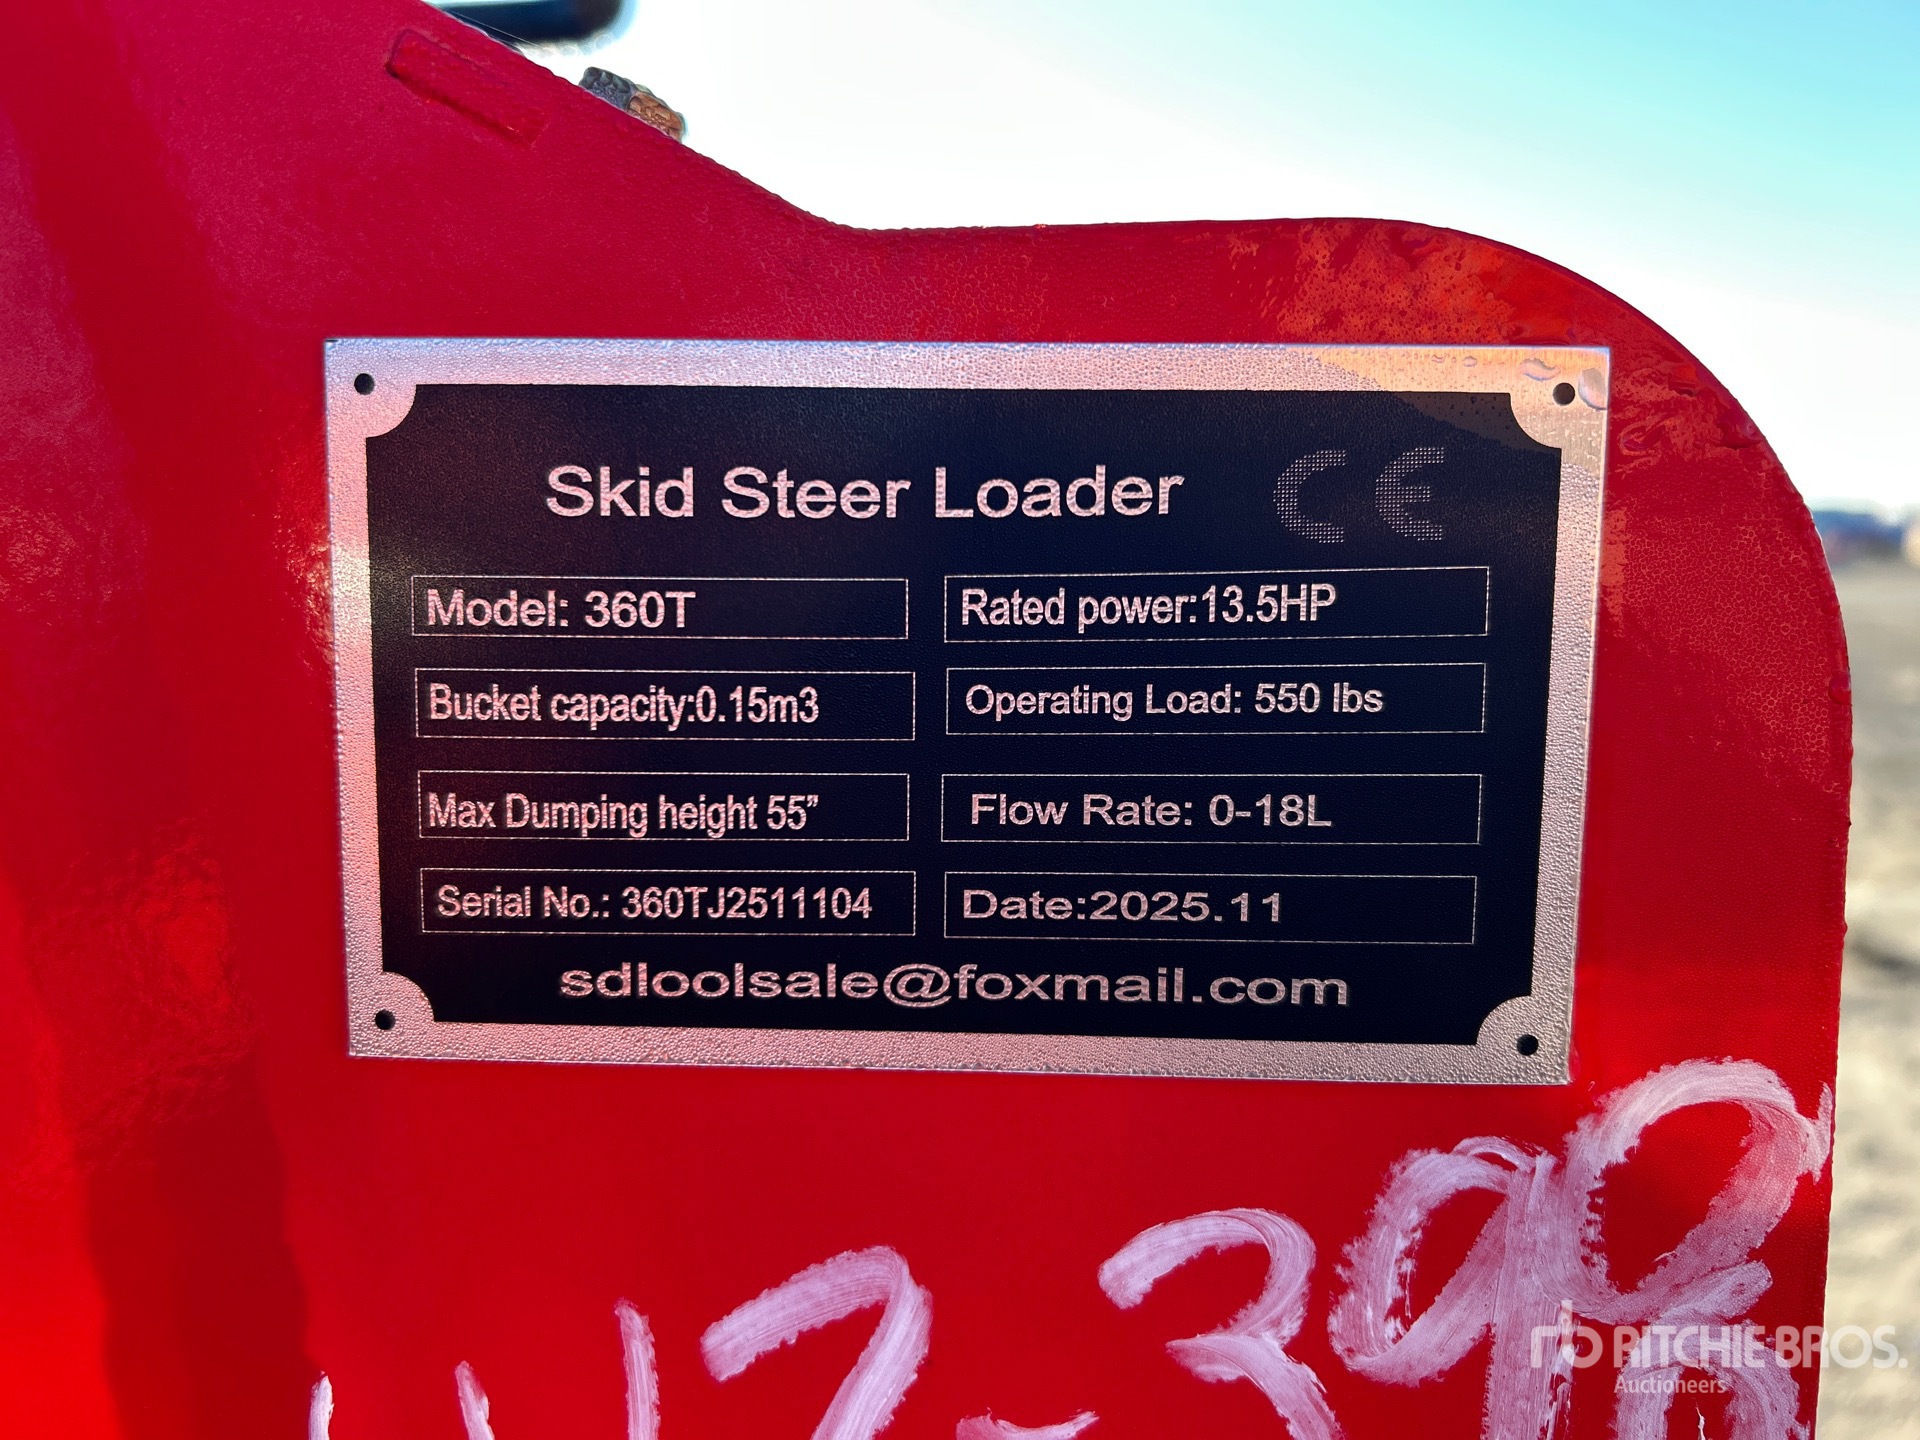 Skid Steer Loader CE
Model: 360T
Rated power:13.5HP
Bucket capacity:0.15m3
Operating Load: 550 lbs
Max Dumping height 55”
Flow Rate: 0-18L
Serial No.: 360TJ2511104
Date:2025.11
sdloolsale@foxmail.com
rb RITCHIE BROS.
Auctioneers